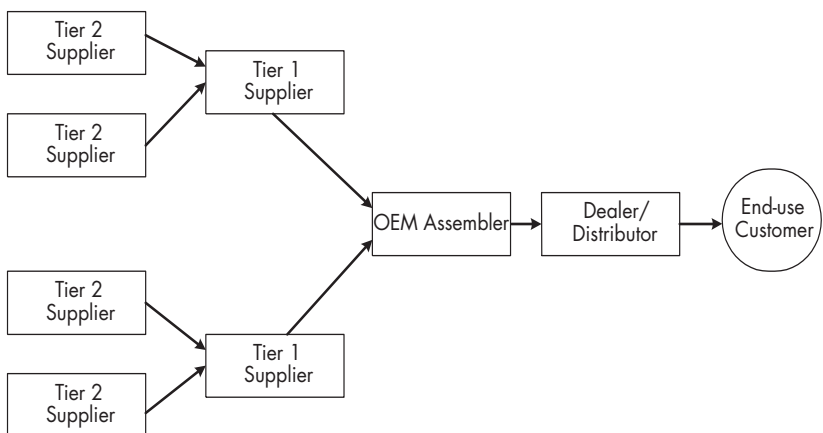 Tier 2
Supplier
Tier 1
Supplier
Tier 2
Supplier
OEM Assembler
Dealer/
Distributor
End-use
Customer
Tier 2
Supplier
Tier 1
Supplier
Tier 2
Supplier